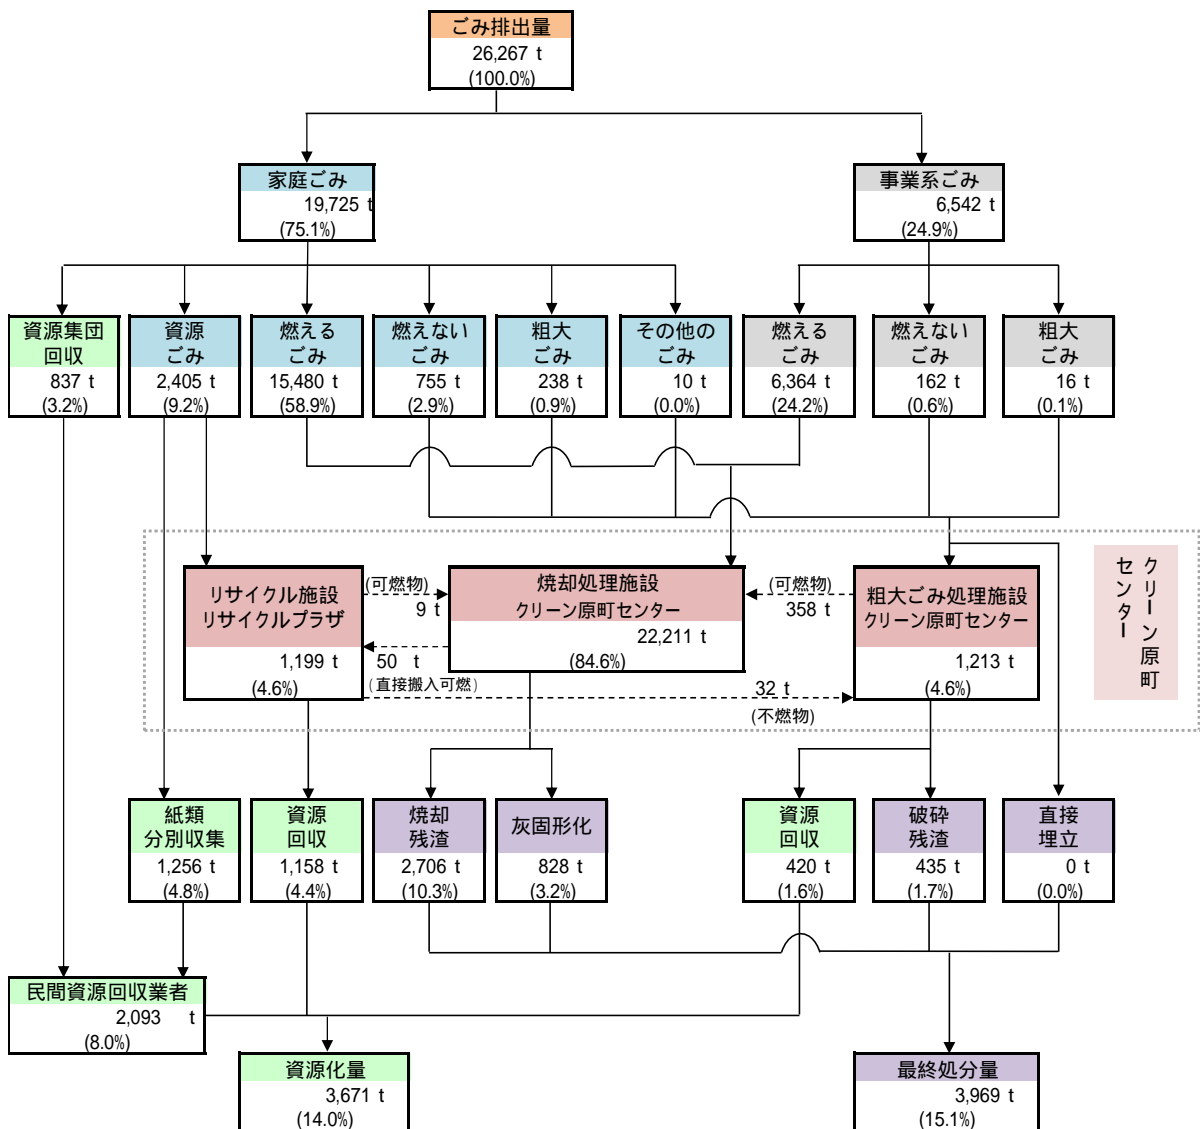 ごみ排出量
26,267 t
(100.0%)
家庭ごみ
19,725 t
(75.1%)
事業系ごみ
6,542 t
(24.9%)
資源集団
回収
837 t
(3.2%)
資源
ごみ
2,405 t
(9.2%)
燃える
ごみ
15,480 t
(58.9%)
燃えない
ごみ
755 t
(2.9%)
粗大
ごみ
238 t
(0.9%)
その他の
ごみ
10 t
(0.0%)
燃える
ごみ
6,364 t
(24.2%)
燃えない
ごみ
162 t
(0.6%)
粗大
ごみ
16 t
(0.1%)
クリーン原町
センター
リサイクル施設
リサイクルプラザ
1,199 t
(4.6%)
(可燃物)
9 t
50 t
(直接搬入可燃)
焼却処理施設
クリーン原町センター
22,211 t
(84.6%)
(可燃物)
358 t
32 t
(不燃物)
粗大ごみ処理施設
クリーン原町センター
1,213 t
(4.6%)
紙類
分別収集
1,256 t
(4.8%)
資源
回収
1,158 t
(4.4%)
焼却
残渣
2,706 t
(10.3%)
灰固形化
828 t
(3.2%)
資源
回収
420 t
(1.6%)
破砕
残渣
435 t
(1.7%)
直接
埋立
0 t
(0.0%)
民間資源回収業者
2,093 t
(8.0%)
資源化量
3,671 t
(14.0%)
最終処分量
3,969 t
(15.1%)